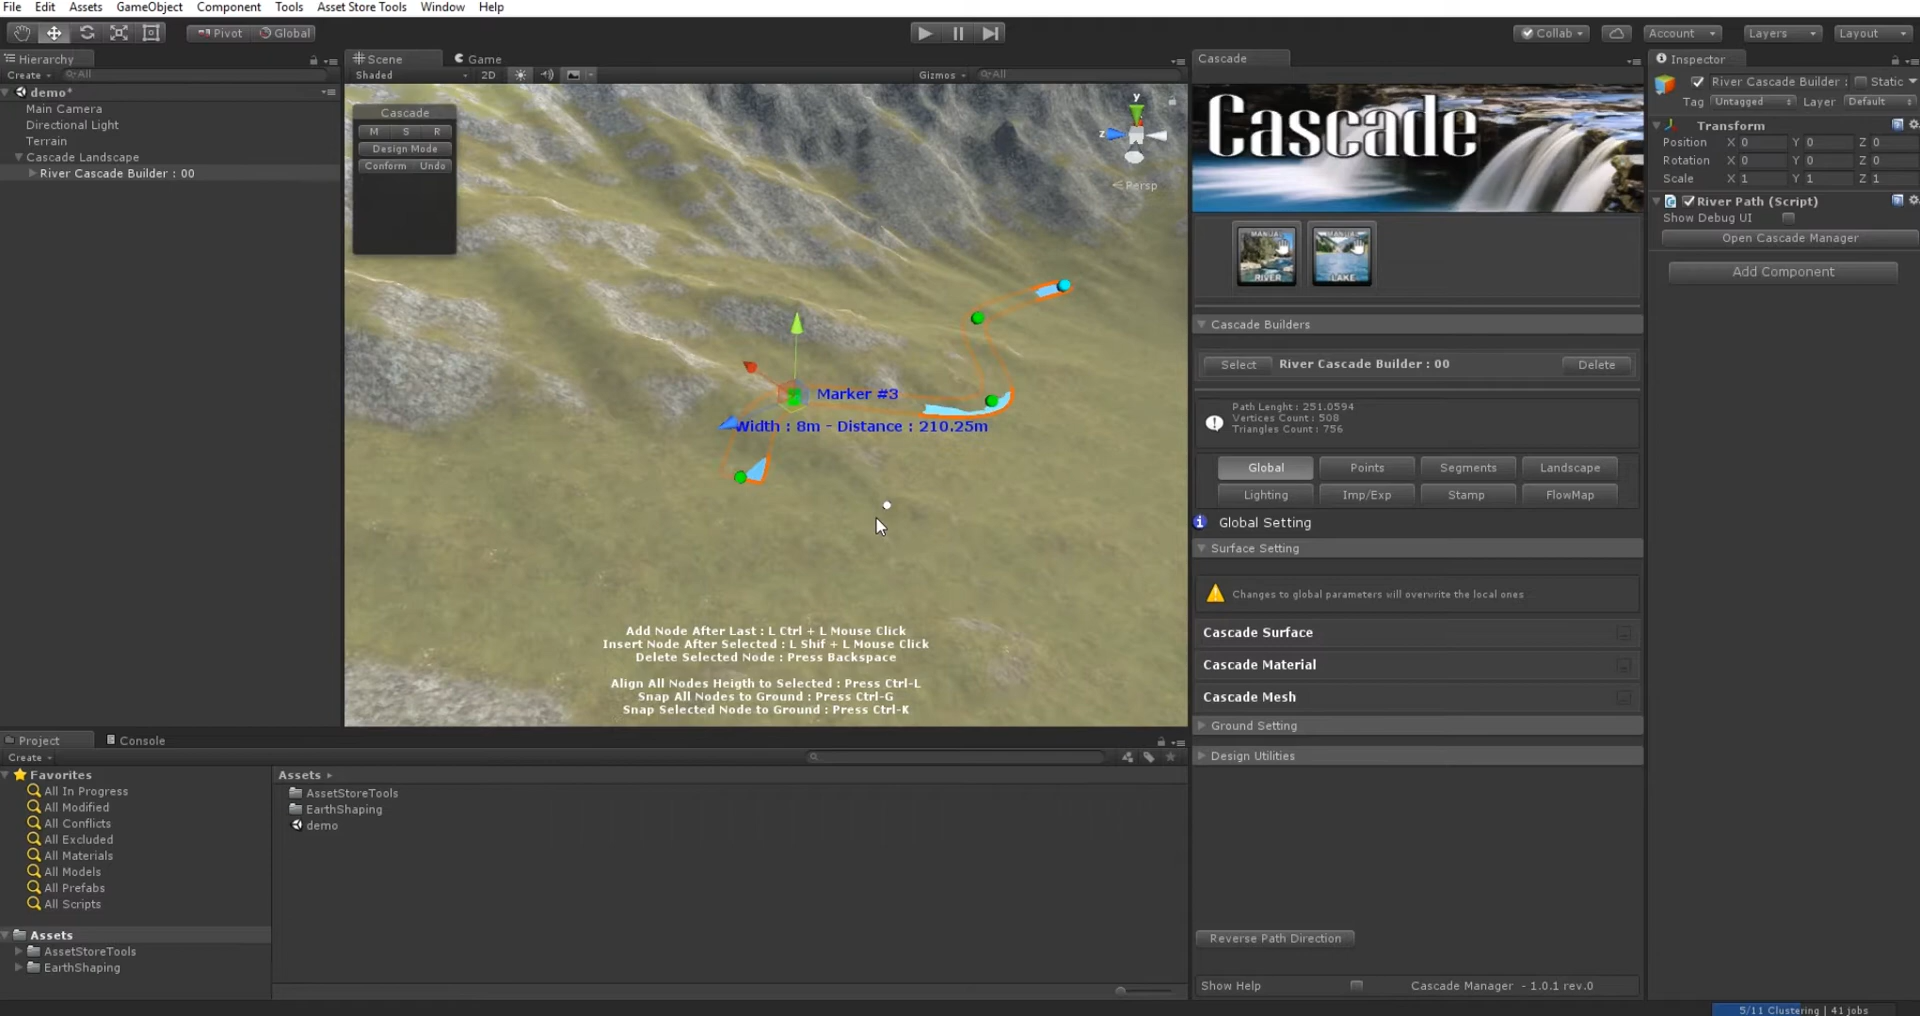 File Edit Assets GameObject Component Tools Asset Store Tools Window Help
Pivot Global Collab Account Layers Layout
Hierarchy
Create All
demo*
Main Camera
Directional Light
Terrain
Cascade Landscape
River Cascade Builder : 00
Scene Game
Shaded 2D Gizmos All
Cascade
M S R
Design Mode
Conform Undo
y
z
Persp
Marker #3
Width : 8m - Distance : 210.25m
Add Node After Last : L Ctrl + L Mouse Click
Insert Node After Selected : L Shif + L Mouse Click
Delete Selected Node : Press Backspace
Align All Nodes Heigth to Selected : Press Ctrl-L
Snap All Nodes to Ground : Press Ctrl-G
Snap Selected Node to Ground : Press Ctrl-K
Cascade
Cascade
MANUAL RIVER
MANUAL LAKE
Cascade Builders
Select River Cascade Builder : 00 Delete
Path Lenght : 251.0594
Vertices Count : 508
Triangles Count : 756
Global Points Segments Landscape
Lighting Imp/Exp Stamp FlowMap
Global Setting
Surface Setting
Changes to global parameters will overwrite the local ones
Cascade Surface
Cascade Material
Cascade Mesh
Ground Setting
Design Utilities
Reverse Path Direction
Show Help Cascade Manager - 1.0.1 rev.0
Inspector
River Cascade Builder : Static
Tag Untagged Layer Default
Transform
Position X 0 Y 0 Z 0
Rotation X 0 Y 0 Z 0
Scale X 1 Y 1 Z 1
River Path (Script)
Show Debug UI
Open Cascade Manager
Add Component
Project Console
Create
Favorites
All In Progress
All Modified
All Conflicts
All Excluded
All Materials
All Models
All Prefabs
All Scripts
Assets
AssetStoreTools
EarthShaping
Assets
AssetStoreTools
EarthShaping
demo
5/11 Clustering | 41 jobs